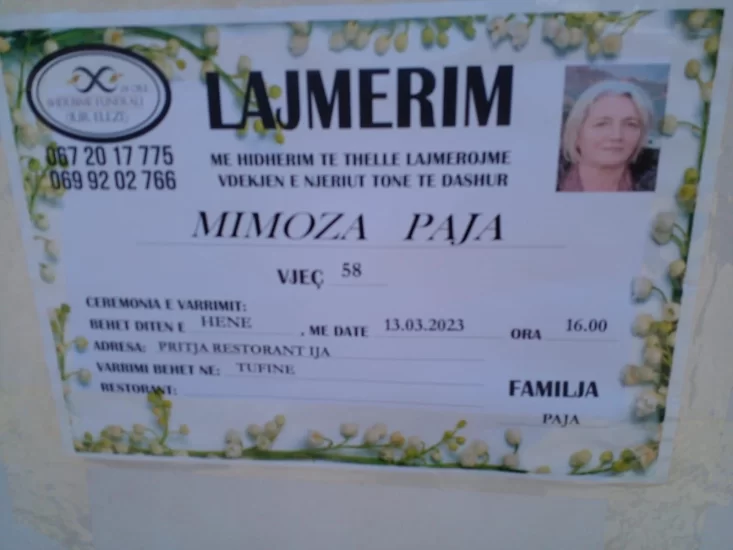 LAJMERIM
SHERBIME FUNERALI
067 20 17 775
069 92 02 766
ME HIDHERIM TE THELLE LAJMEROJME
VDEKJEN E NJERIUT TONE TE DASHUR
MIMOZA PAJA
VJEÇ 58
CEREMONIA E VARRIMIT:
BEHET DITEN E HENE , ME DATE 13.03.2023 ORA 16.00
ADRESA: PRITJA RESTORANT IJA
VARRIMI BEHET NE: TUFINE
RESTORANT:
FAMILJA
PAJA